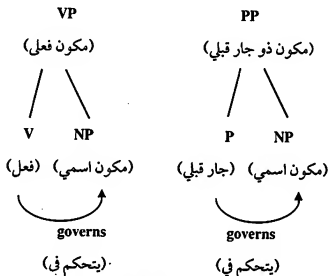 VP PP
(مكون فعلى) (مكون ذو جار قبلي)
V NP P NP
(فعل) (مكون اسمي) (جار قبلي) (مكون اسمي)
governs governs
(يتحكم في) (يتحكم في)